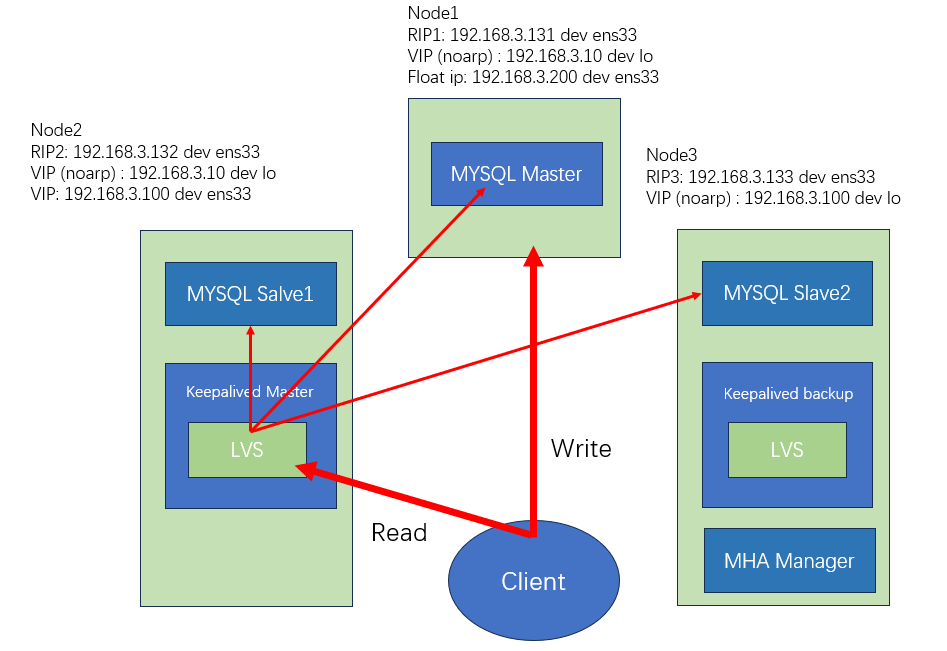 Node1
RIP1: 192.168.3.131 dev ens33
VIP (noarp) : 192.168.3.10 dev lo
Float ip: 192.168.3.200 dev ens33
Node2
RIP2: 192.168.3.132 dev ens33
VIP (noarp) : 192.168.3.10 dev lo
VIP: 192.168.3.100 dev ens33
Node3
RIP3: 192.168.3.133 dev ens33
VIP (noarp) : 192.168.3.100 dev lo
MYSQL Master
MYSQL Salve1
MYSQL Slave2
Keepalived Master
LVS
Keepalived backup
LVS
Write
Read
MHA Manager
Client